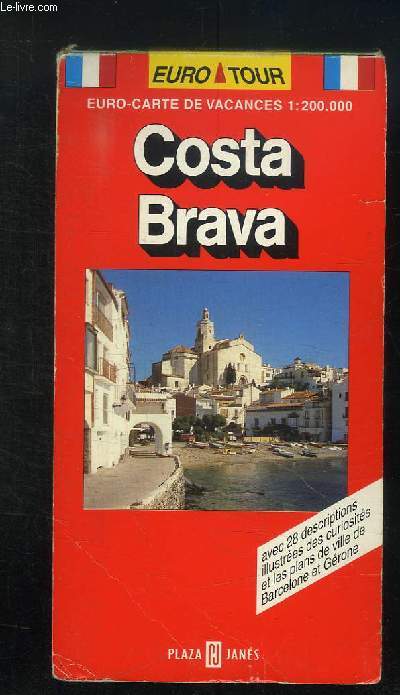 Le-livre.com
EURO TOUR
EURO-CARTE DE VACANCES 1:200.000
Costa
Brava
avec 28 descriptions
illustrées des curiosités
et les plans de ville de
Barcelone et Gérone
PLAZA JANÉS